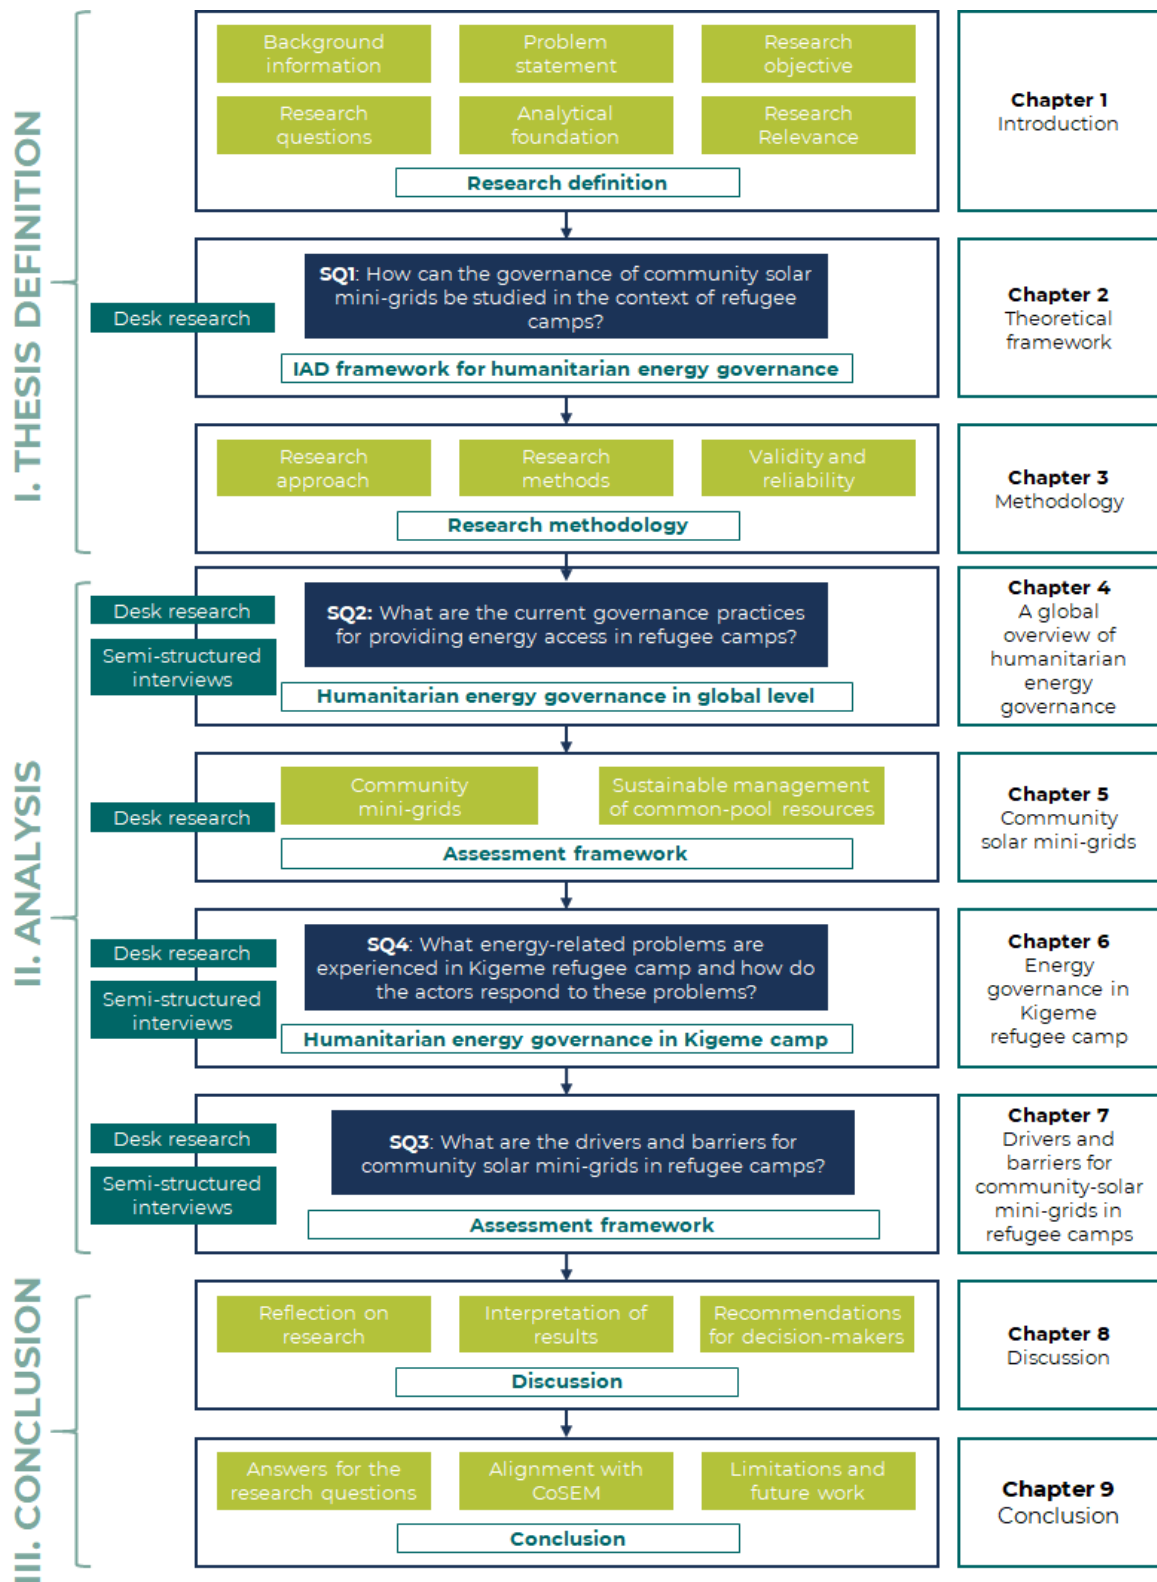 I. THESIS DEFINITION
Background
information
Problem
statement
Research
objective
Research
questions
Analytical
foundation
Research
Relevance
Research definition
Chapter 1
Introduction
Desk research
SQ1: How can the governance of community solar
mini-grids be studied in the context of refugee
camps?
IAD framework for humanitarian energy governance
Chapter 2
Theoretical
framework
Research
approach
Research
methods
Validity and
reliability
Research methodology
Chapter 3
Methodology
II. ANALYSIS
Desk research
Semi-structured
interviews
SQ2: What are the current governance practices
for providing energy access in refugee camps?
Humanitarian energy governance in global level
Chapter 4
A global
overview of
humanitarian
energy
governance
Desk research
Community
mini-grids
Sustainable management
of common-pool resources
Assessment framework
Chapter 5
Community
solar mini-grids
Desk research
Semi-structured
interviews
SQ4: What energy-related problems are
experienced in Kigeme refugee camp and how do
the actors respond to these problems?
Humanitarian energy governance in Kigeme camp
Chapter 6
Energy
governance in
Kigeme
refugee camp
Desk research
Semi-structured
interviews
SQ3: What are the drivers and barriers for
community solar mini-grids in refugee camps?
Assessment framework
Chapter 7
Drivers and
barriers for
community-solar
mini-grids in
refugee camps
III. CONCLUSION
Reflection on
research
Interpretation of
results
Recommendations
for decision-makers
Discussion
Chapter 8
Discussion
Answers for the
research questions
Alignment with
CoSEM
Limitations and
future work
Conclusion
Chapter 9
Conclusion